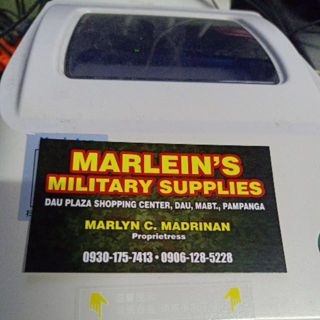 MARLEIN'S
MILITARY SUPPLIES
DAU PLAZA SHOPPING CENTER, DAU, MABT., PAMPANGA
MARLYN C. MADRINAN
Proprietress
0930-175-7413 • 0906-128-5228